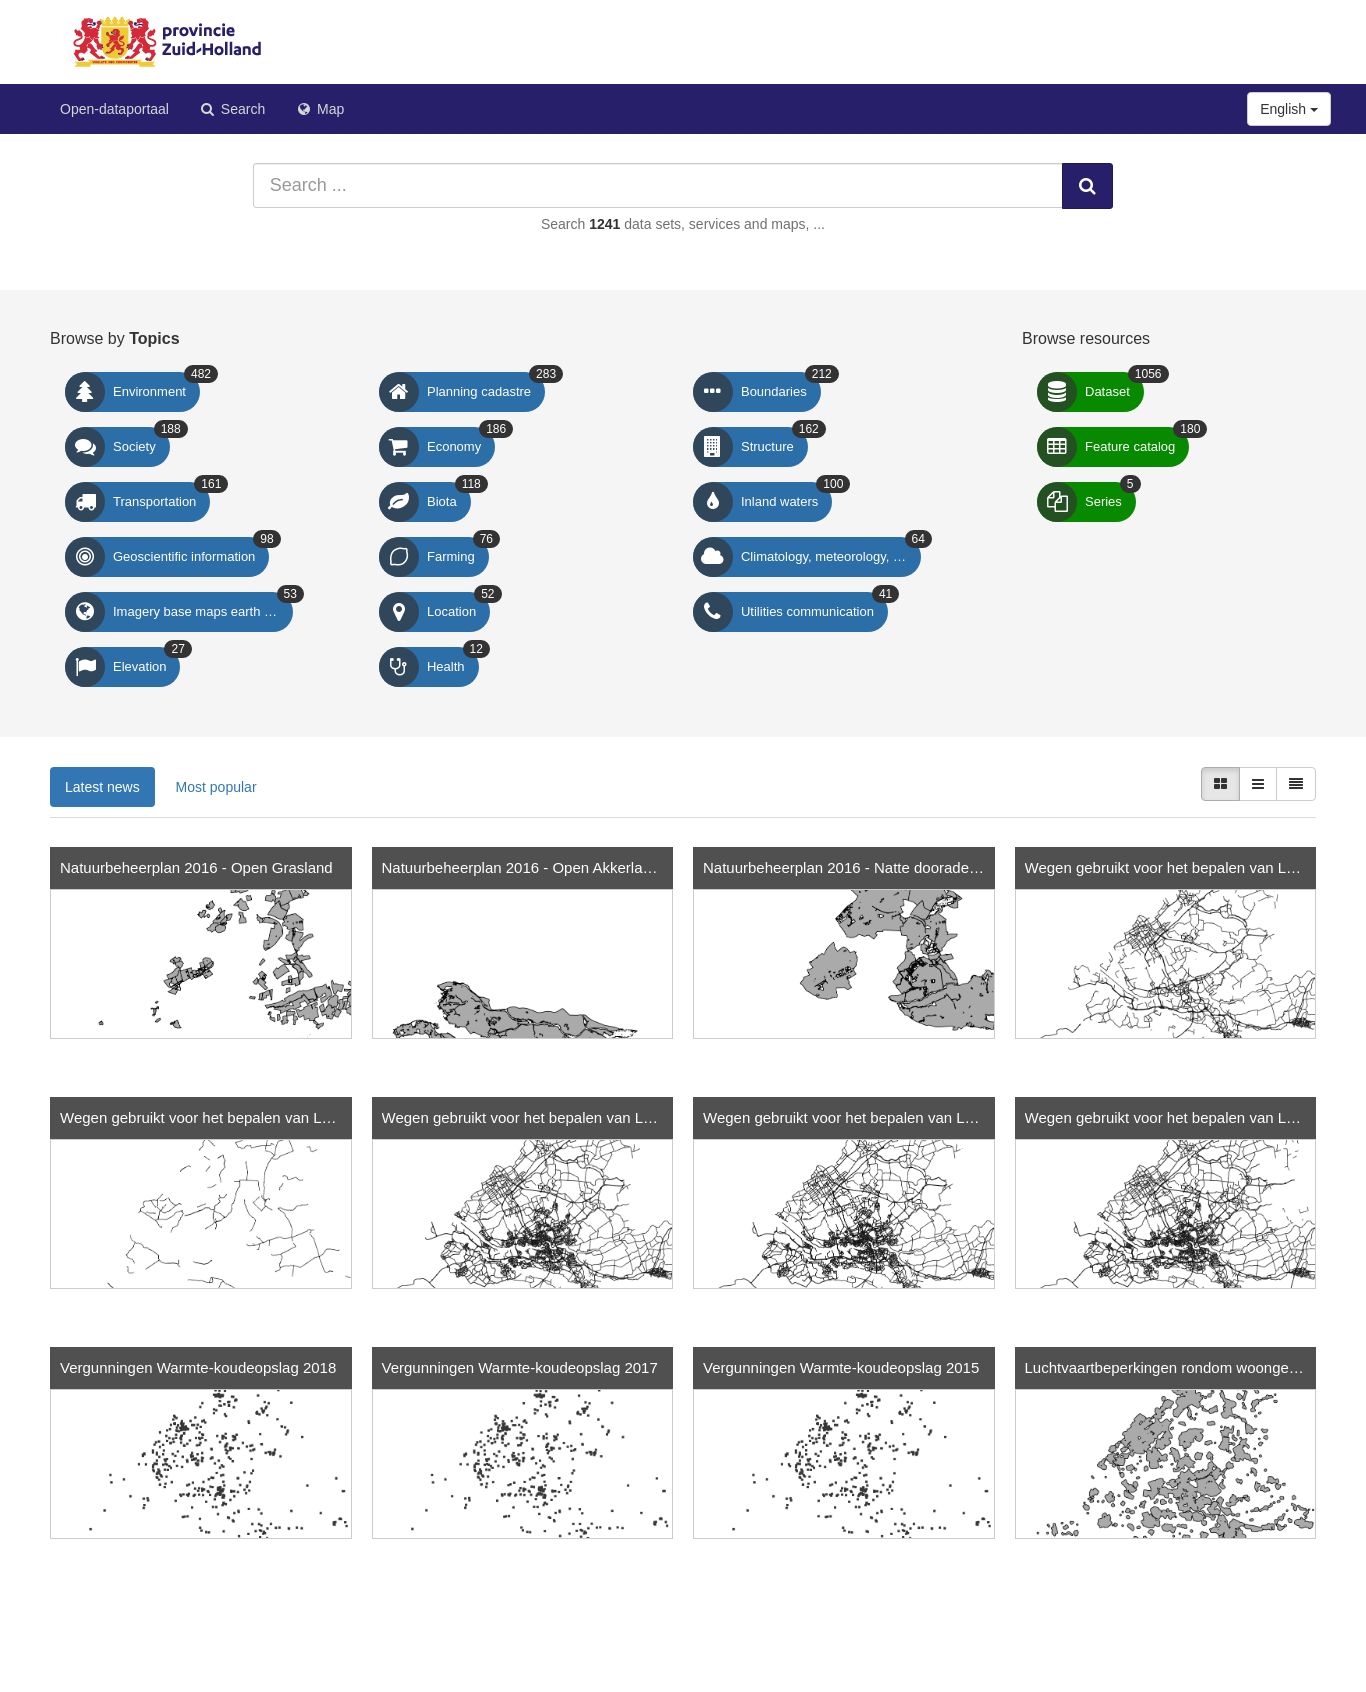 provincie
Zuid-Holland
Open-dataportaal Search Map English
Search ...
Search 1241 data sets, services and maps, ...
Browse by Topics
Browse resources
Environment 482
Planning cadastre 283
Boundaries 212
Dataset 1056
Society 188
Economy 186
Structure 162
Feature catalog 180
Transportation 161
Biota 118
Inland waters 100
Series 5
Geoscientific information 98
Farming 76
Climatology, meteorology, ... 64
Imagery base maps earth ... 53
Location 52
Utilities communication 41
Elevation 27
Health 12
Latest news Most popular
Natuurbeheerplan 2016 - Open Grasland
Natuurbeheerplan 2016 - Open Akkerla...
Natuurbeheerplan 2016 - Natte doorade...
Wegen gebruikt voor het bepalen van L...
Wegen gebruikt voor het bepalen van L...
Wegen gebruikt voor het bepalen van L...
Wegen gebruikt voor het bepalen van L...
Wegen gebruikt voor het bepalen van L...
Vergunningen Warmte-koudeopslag 2018
Vergunningen Warmte-koudeopslag 2017
Vergunningen Warmte-koudeopslag 2015
Luchtvaartbeperkingen rondom woonge...